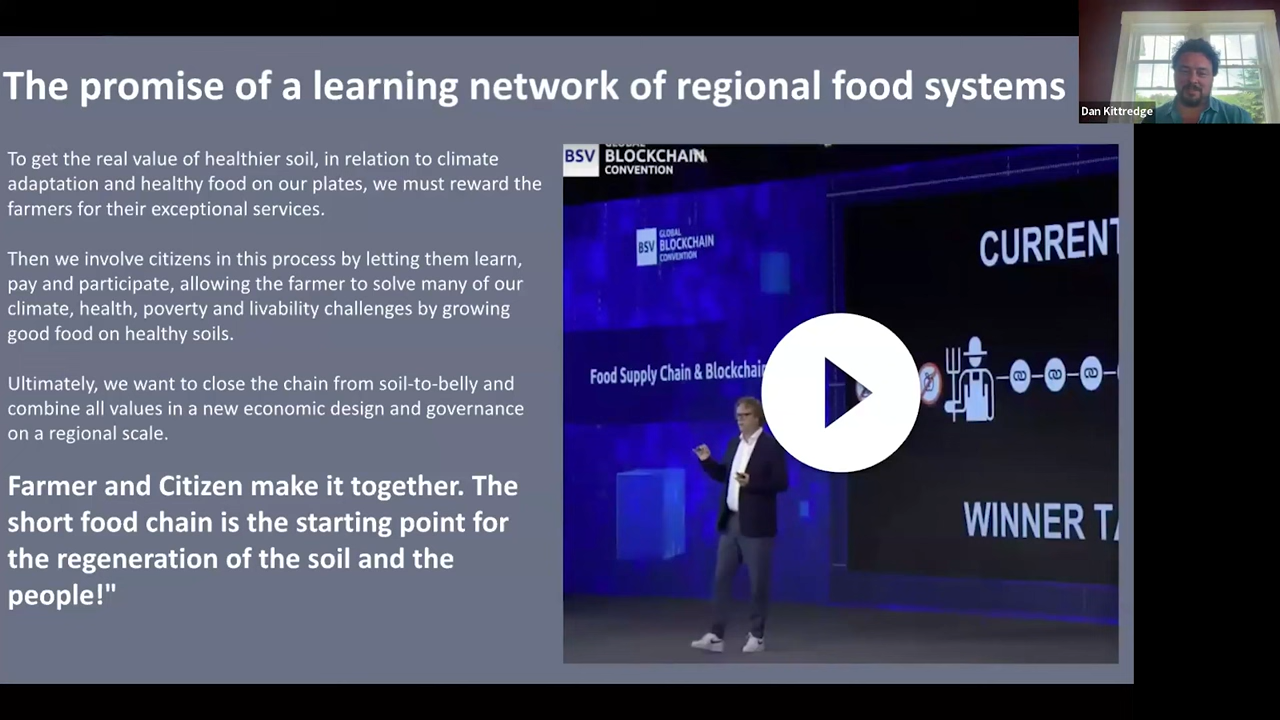 The promise of a learning network of regional food systems
Dan Kittredge
To get the real value of healthier soil, in relation to climate
adaptation and healthy food on our plates, we must reward the
farmers for their exceptional services.
Then we involve citizens in this process by letting them learn,
pay and participate, allowing the farmer to solve many of our
climate, health, poverty and livability challenges by growing
good food on healthy soils.
Ultimately, we want to close the chain from soil-to-belly and
combine all values in a new economic design and governance
on a regional scale.
Farmer and Citizen make it together. The
short food chain is the starting point for
the regeneration of the soil and the
people!"
BSV
GLOBAL
BLOCKCHAIN
CONVENTION
BSV
GLOBAL
BLOCKCHAIN
CONVENTION
CURRENT
Food Supply Chain & Blockchain
WINNER